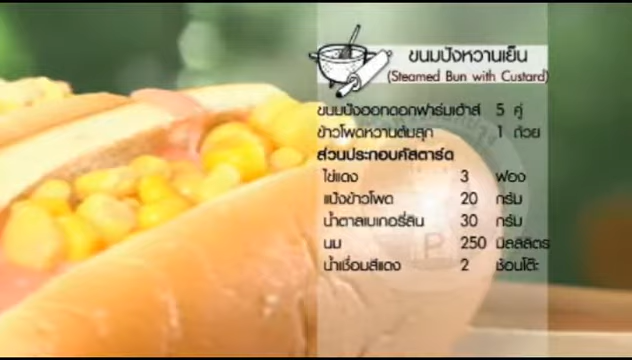 ขนมปังหวานเย็น
(Steamed Bun with Custard)
ขนมปังฮอทดอกฟาร์มเฮ้าส์ 5 คู่
ข้าวโพดหวานต้มสุก 1 ถ้วย
ส่วนประกอบคัสตาร์ด
ไข่แดง 3 ฟอง
แป้งข้าวโพด 20 กรัม
น้ำตาลเบเกอรี่ลิน 30 กรัม
นม 250 มิลลิลิตร
น้ำเชื่อมสีแดง 2 ช้อนโต๊ะ